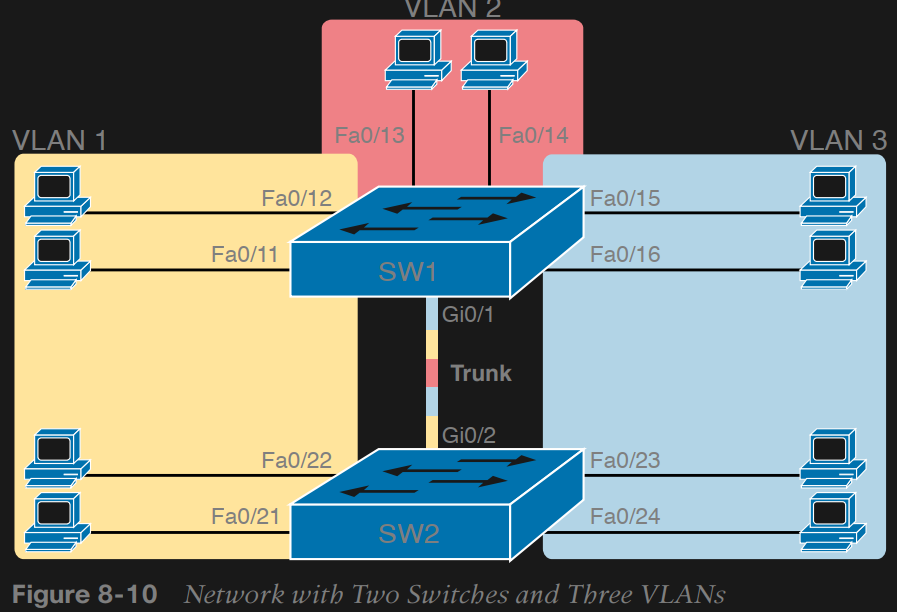 VLAN 2
Fa0/13 Fa0/14
VLAN 1 VLAN 3
Fa0/12 Fa0/15
Fa0/11 Fa0/16
SW1
Gi0/1
Trunk
Gi0/2
Fa0/22 Fa0/23
Fa0/21 Fa0/24
SW2
Figure 8-10 Network with Two Switches and Three VLANs